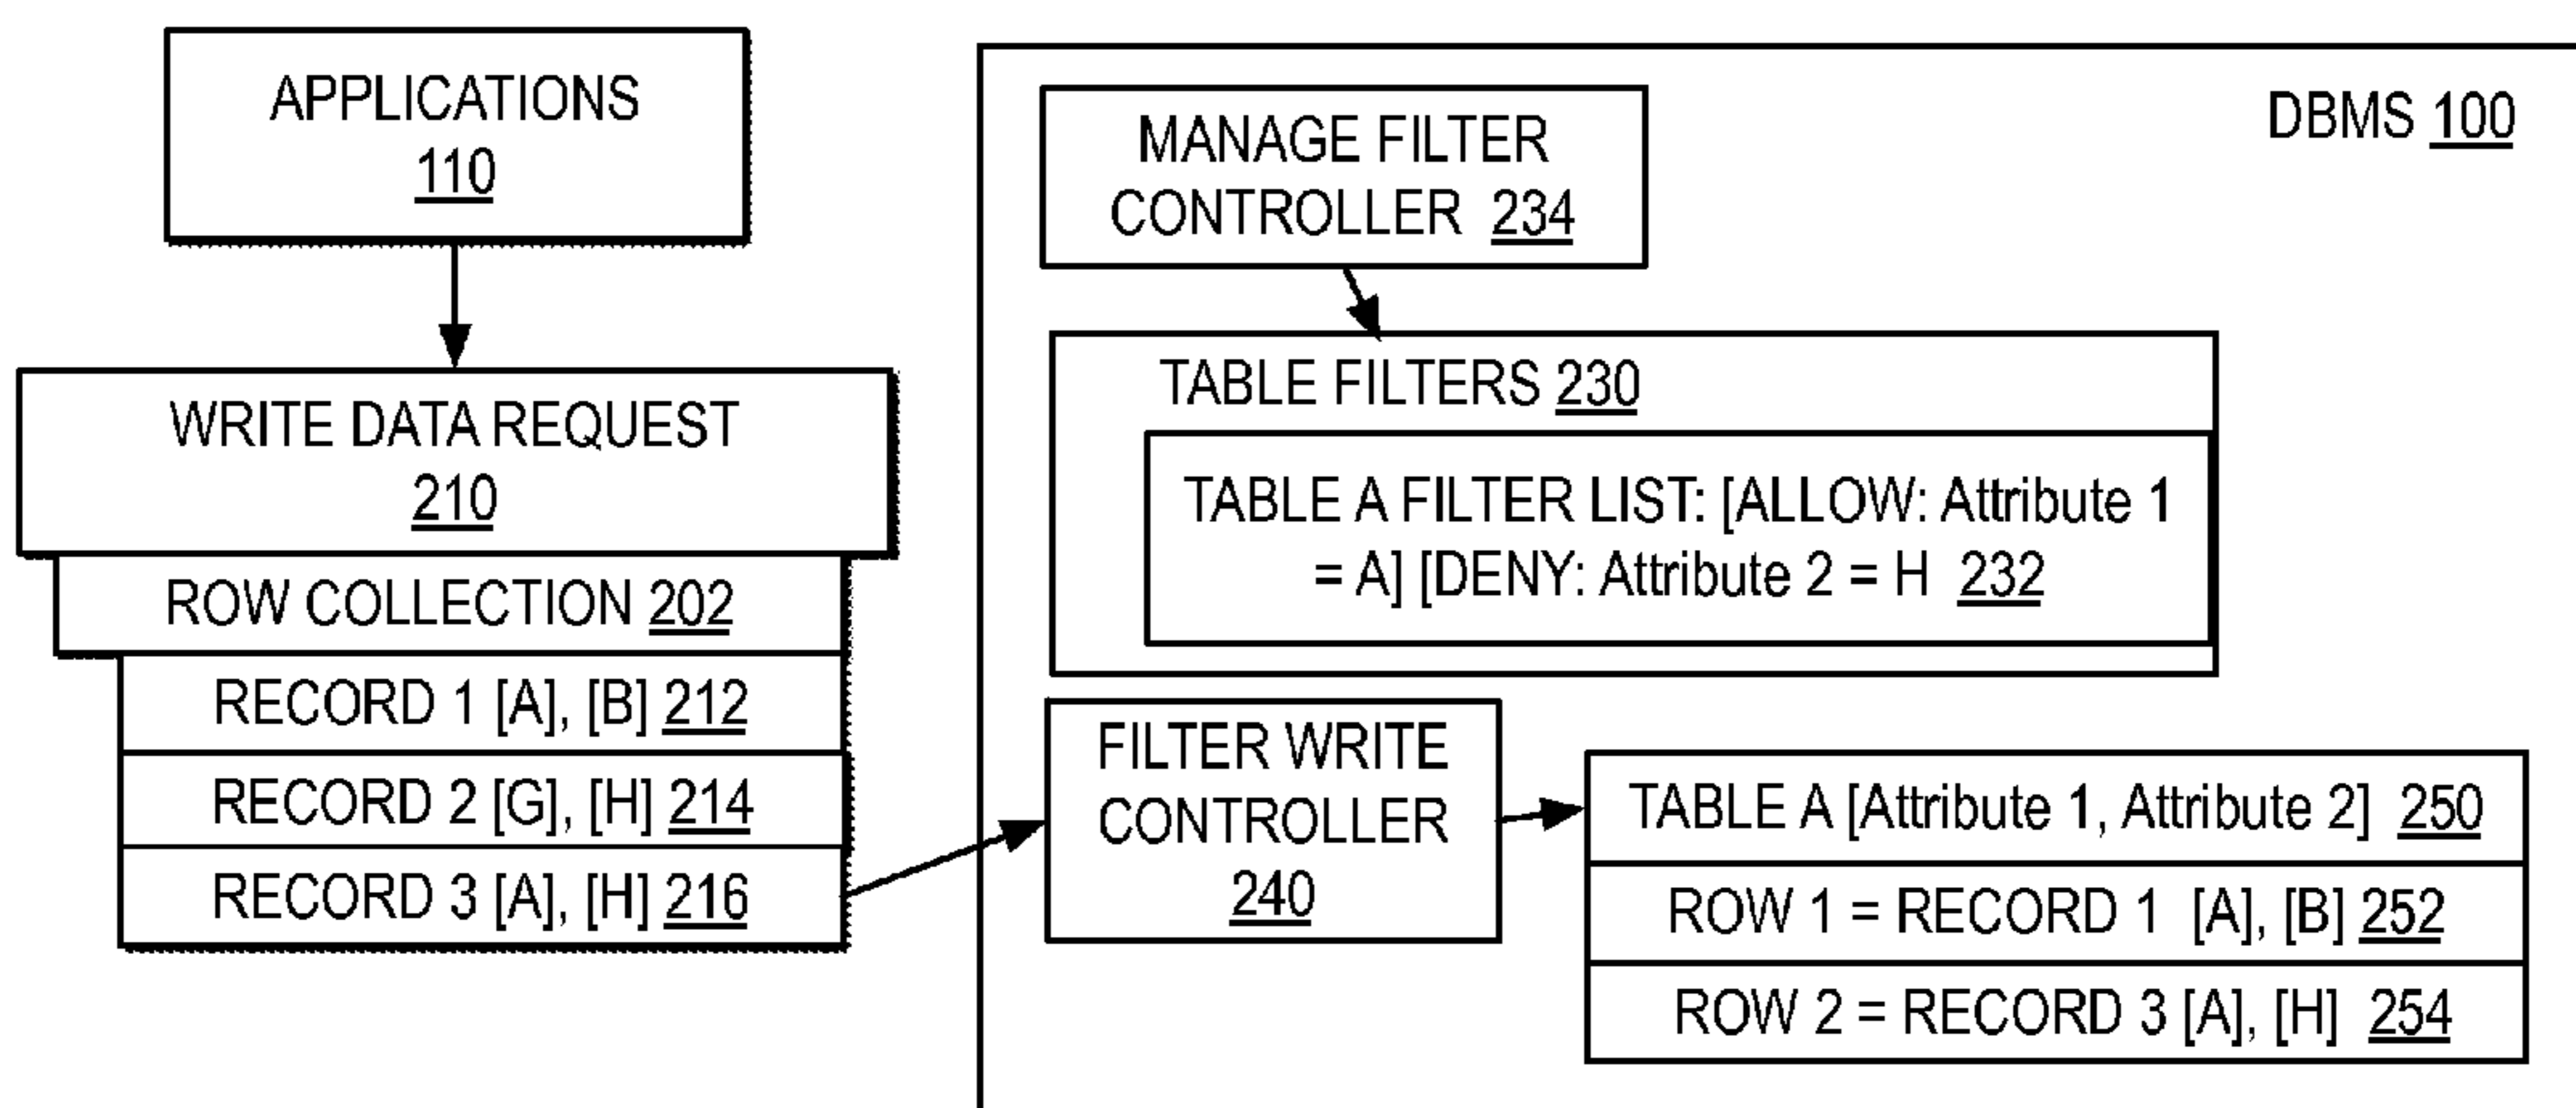 APPLICATIONS
110
WRITE DATA REQUEST
210
ROW COLLECTION 202
RECORD 1 [A], [B] 212
RECORD 2 [G], [H] 214
RECORD 3 [A], [H] 216
DBMS 100
MANAGE FILTER
CONTROLLER 234
TABLE FILTERS 230
TABLE A FILTER LIST: [ALLOW: Attribute 1
= A] [DENY: Attribute 2 = H 232
FILTER WRITE
CONTROLLER
240
TABLE A [Attribute 1, Attribute 2] 250
ROW 1 = RECORD 1 [A], [B] 252
ROW 2 = RECORD 3 [A], [H] 254